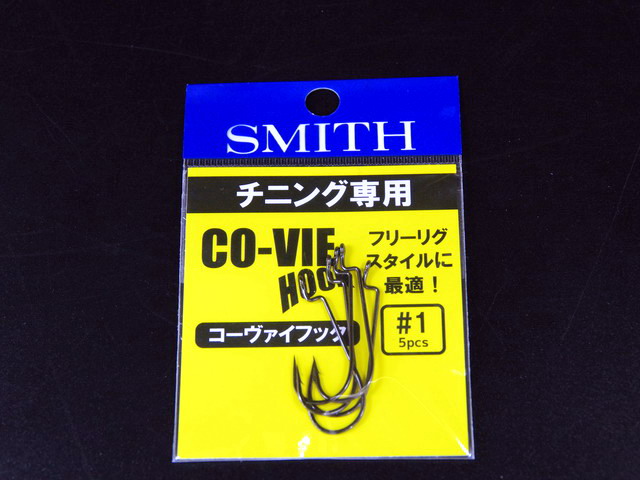 SMITH
チニング専用
CO-VIE
HOOK
フリーリグ
スタイルに
最適！
コーヴァイフック
#1
5pcs